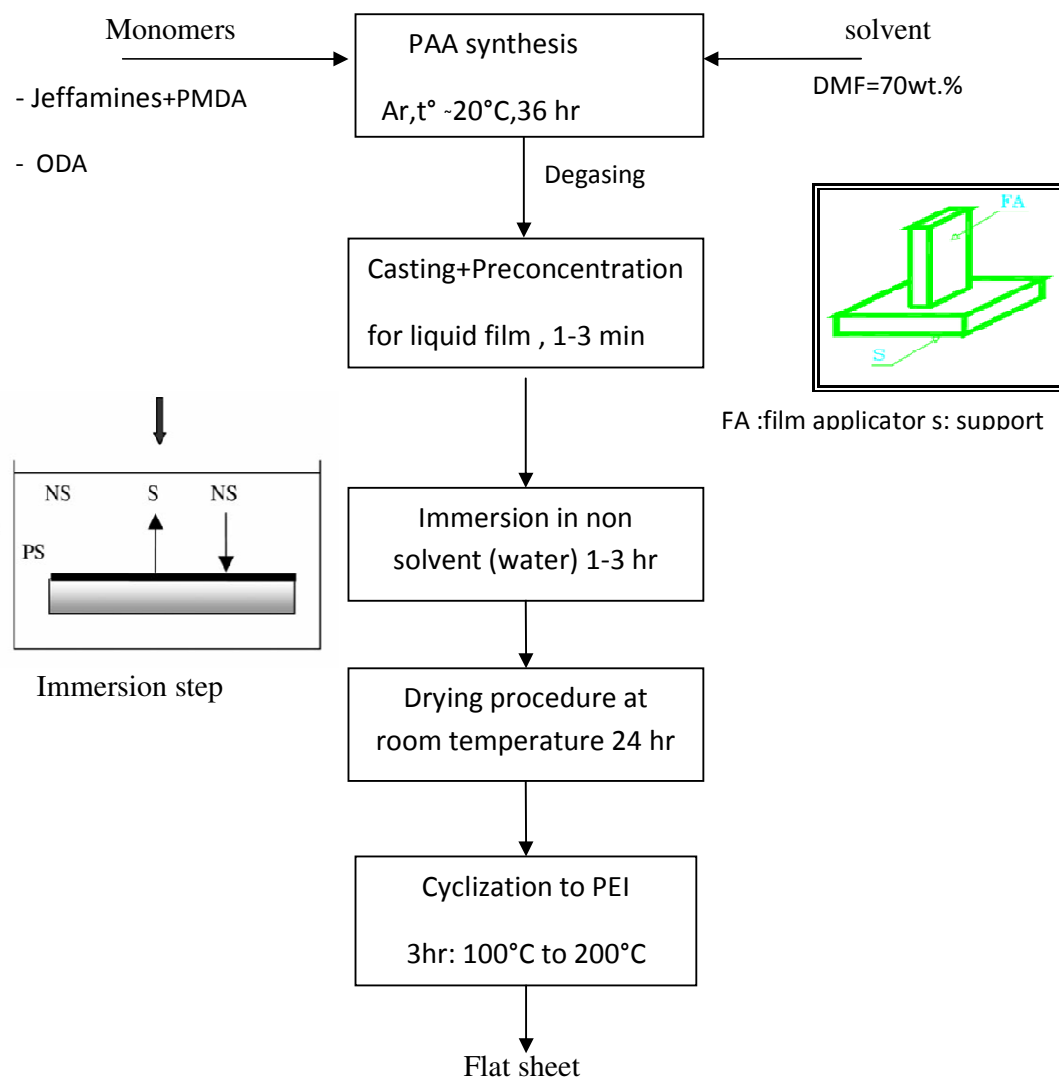 Monomers
- Jeffamines+PMDA
- ODA
PAA synthesis
Ar,t° ~20°C,36 hr
solvent
DMF=70wt.%
Degasing
Casting+Preconcentration
for liquid film , 1-3 min
FA
S
FA :film applicator s: support
NS S NS
PS
Immersion step
Immersion in non
solvent (water) 1-3 hr
Drying procedure at
room temperature 24 hr
Cyclization to PEI
3hr: 100°C to 200°C
Flat sheet